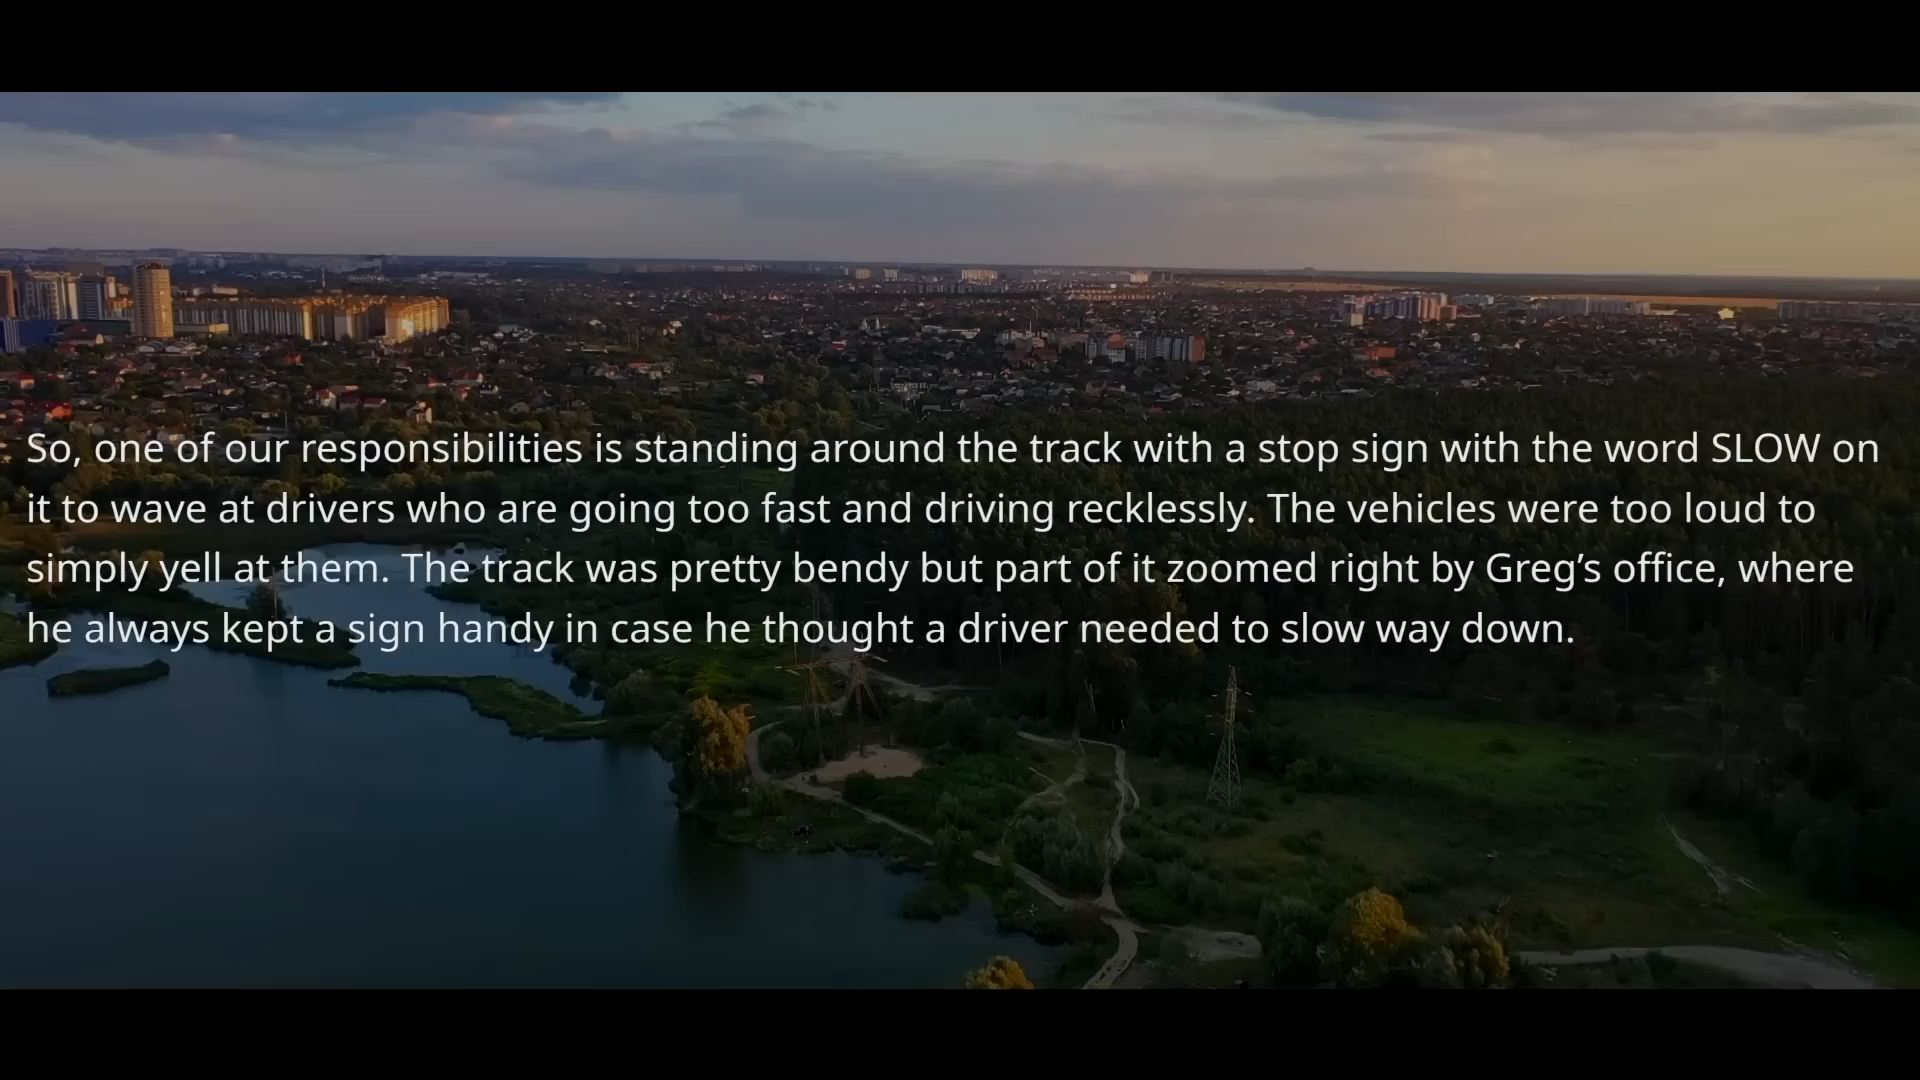 So, one of our responsibilities is standing around the track with a stop sign with the word SLOW on
it to wave at drivers who are going too fast and driving recklessly. The vehicles were too loud to
simply yell at them. The track was pretty bendy but part of it zoomed right by Greg’s office, where
he always kept a sign handy in case he thought a driver needed to slow way down.